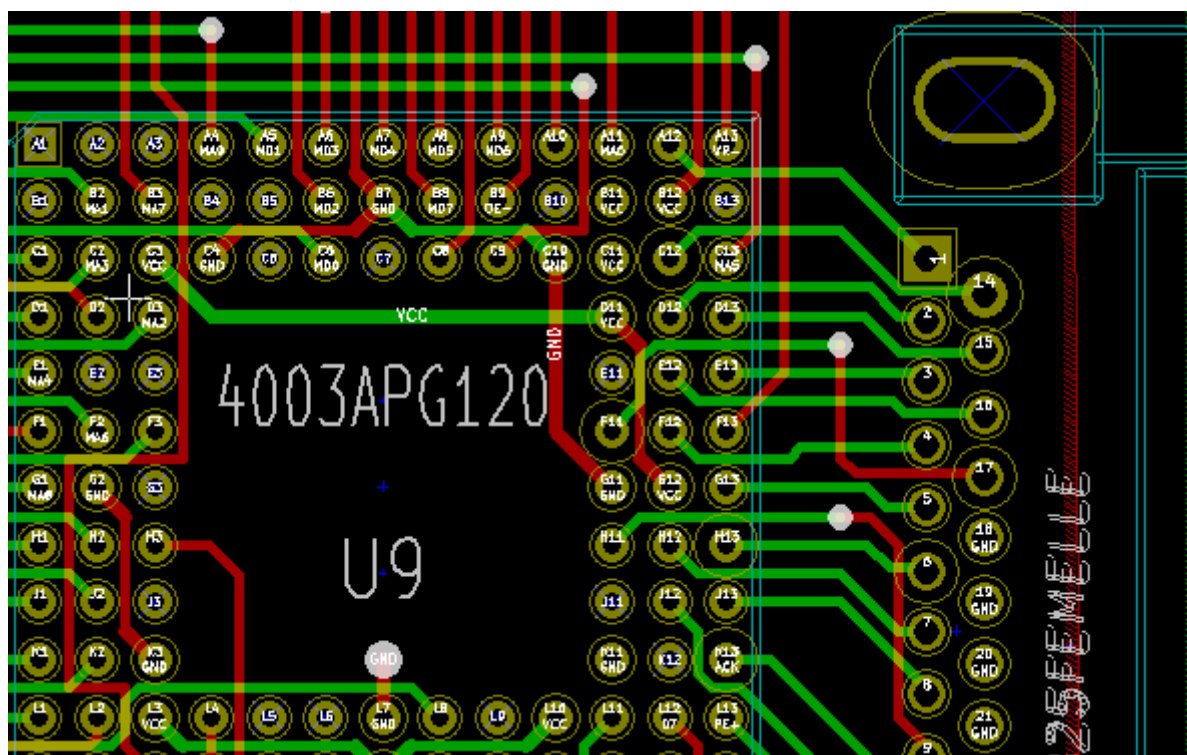 A1 A2 A3 A4 A5 A6 A7 A8 A9 A10 A11 A12 A13
MA9 MD1 MD3 MD4 MD5 MD6 MA8 VR-
B1 B2 B3 B4 B5 B6 B7 B8 B9 B10 B11 B12 B13
MA1 MA7 MD2 GND MD7 OE- VCC VCC
C1 C2 C3 C4 C6 C7 C8 C9 C10 C11 C12 C13
MA3 VCC GND MD0 GND VCC MA5
1
14
D1 D2 D3 VCC D11 D12 D13 2
MA2 GND VCC
15
E1 E2 E3 E11 E12 E13 3
MA4
4003APG120
16
F1 F2 F3 F11 F12 F13 4
MA6
17
G1 G2 G3 G11 G12 G13 5
MA0 GND GND VCC
18
GND
H1 H2 H3 H11 H12 H13 6
U9
19
GND
J1 J2 J3 J11 J12 J13 7
K1 K2 K3 GND K11 K12 K13 20
GND GND ACK GND
8
L1 L2 L3 L4 L5 L6 L7 L8 L9 L10 L11 L12 L13 21
VCC GND VCC D7 PE+ GND
9
25FEMELLE